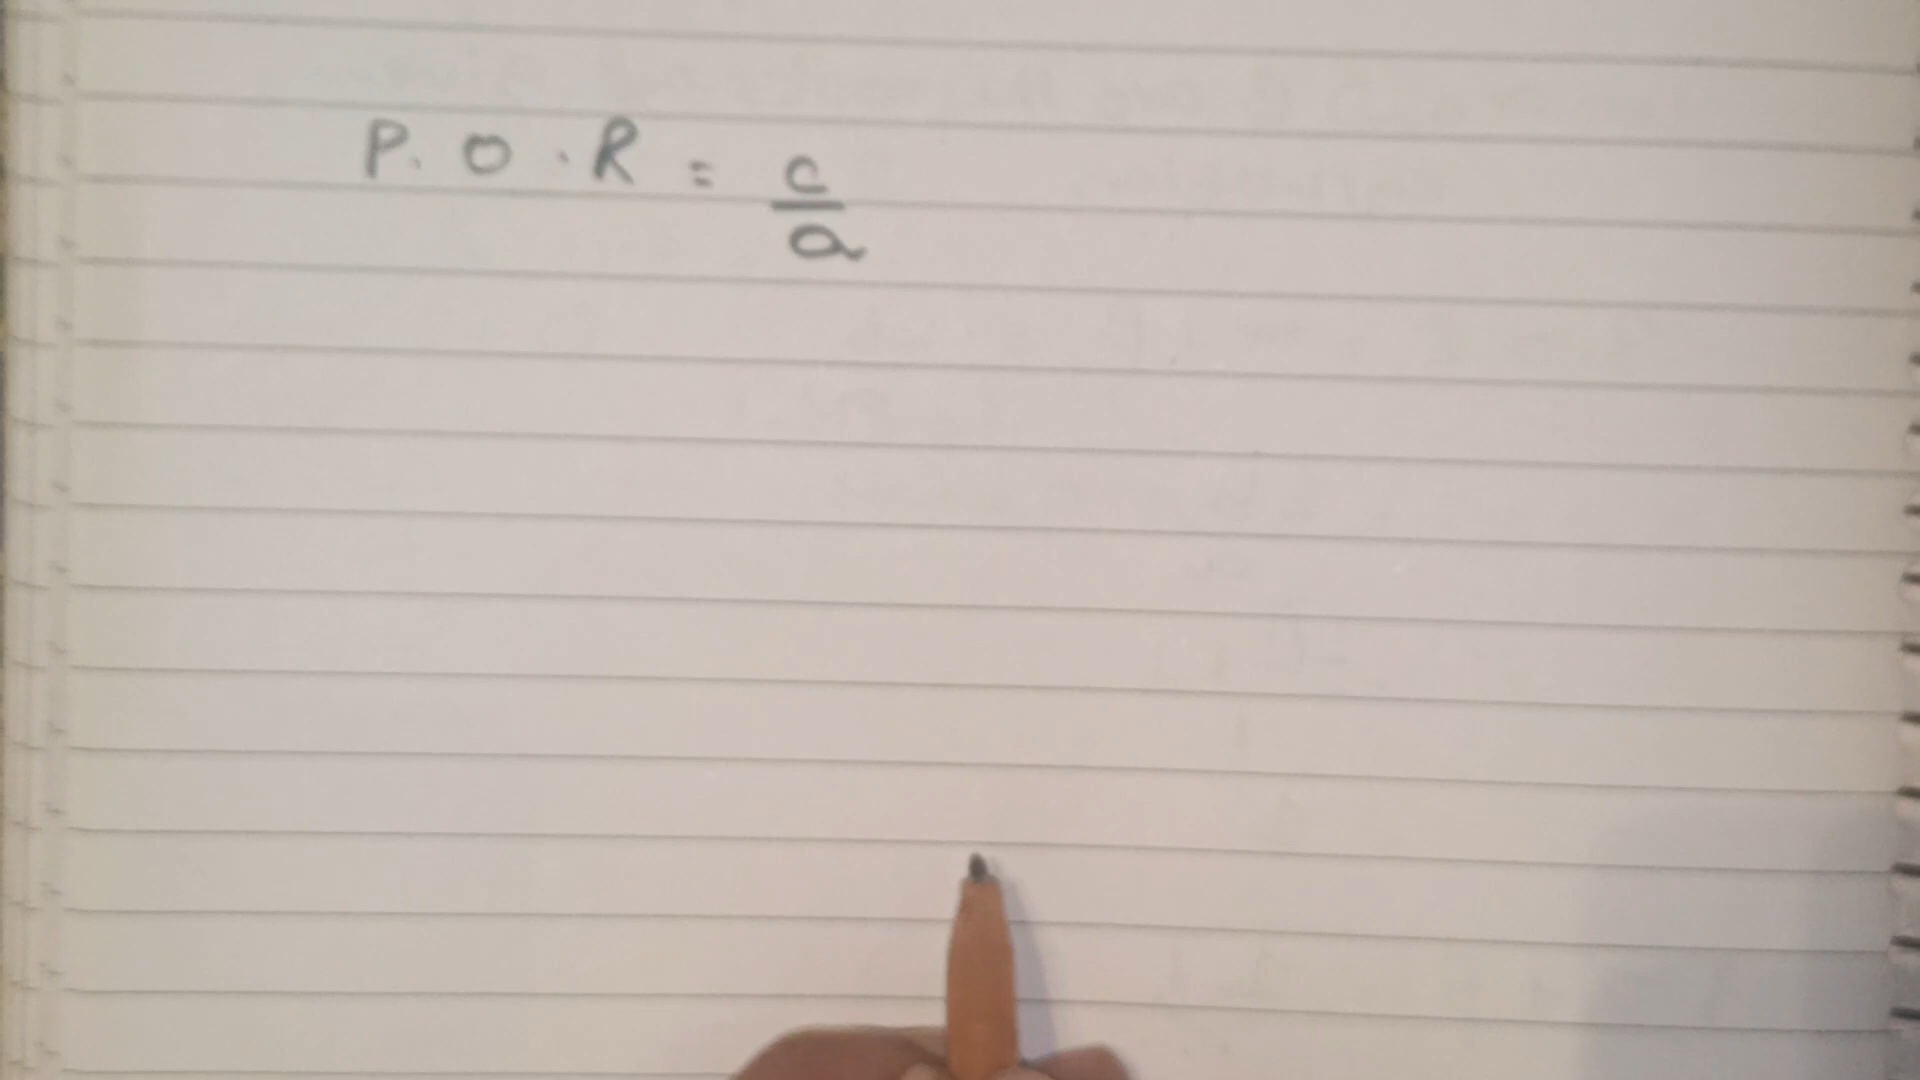 P. O . R = c/a